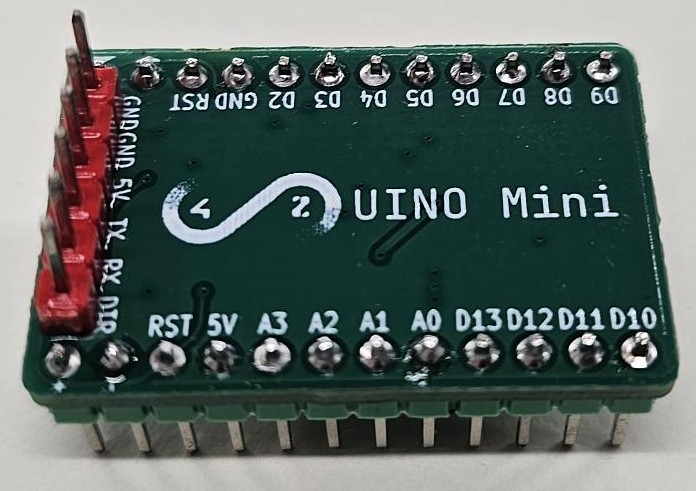 RST GND D2 D3 D4 D5 D6 D7 D8 D9
GND GND 5V TX RX DTR
UINO Mini
RST 5V A3 A2 A1 A0 D13 D12 D11 D10
+ -